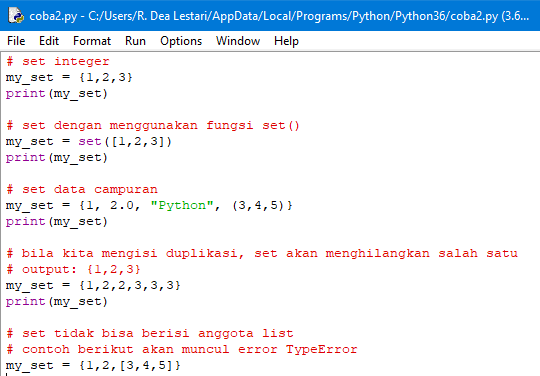 coba2.py - C:/Users/R. Dea Lestari/AppData/Local/Programs/Python/Python36/coba2.py (3.6...
File Edit Format Run Options Window Help
# set integer
my_set = {1,2,3}
print(my_set)
# set dengan menggunakan fungsi set()
my_set = set([1,2,3])
print(my_set)
# set data campuran
my_set = {1, 2.0, "Python", (3,4,5)}
print(my_set)
# bila kita mengisi duplikasi, set akan menghilangkan salah satu
# output: {1,2,3}
my_set = {1,2,2,3,3,3}
print(my_set)
# set tidak bisa berisi anggota list
# contoh berikut akan muncul error TypeError
my_set = {1,2,[3,4,5]}